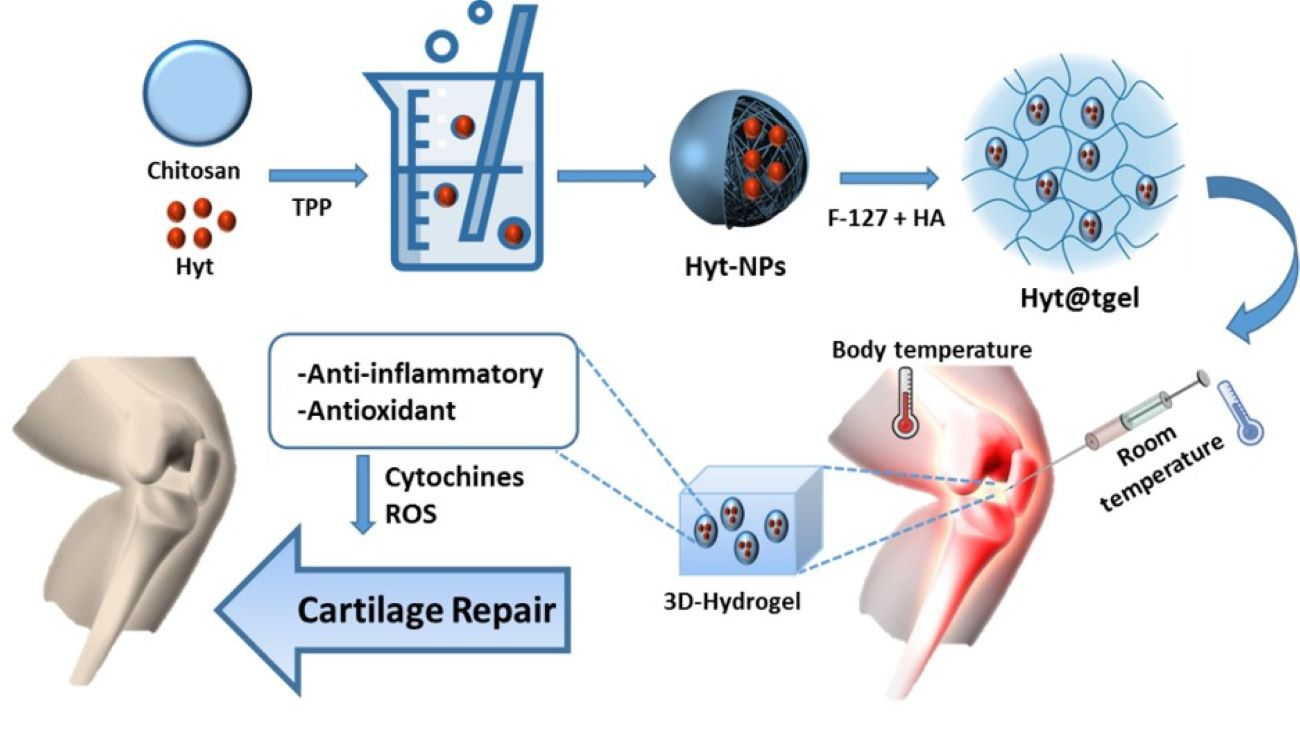 Chitosan
Hyt
TPP
Hyt-NPs
F-127 + HA
Hyt@tgel
Body temperature
Room
temperature
3D-Hydrogel
-Anti-inflammatory
-Antioxidant
Cytochines
ROS
Cartilage Repair